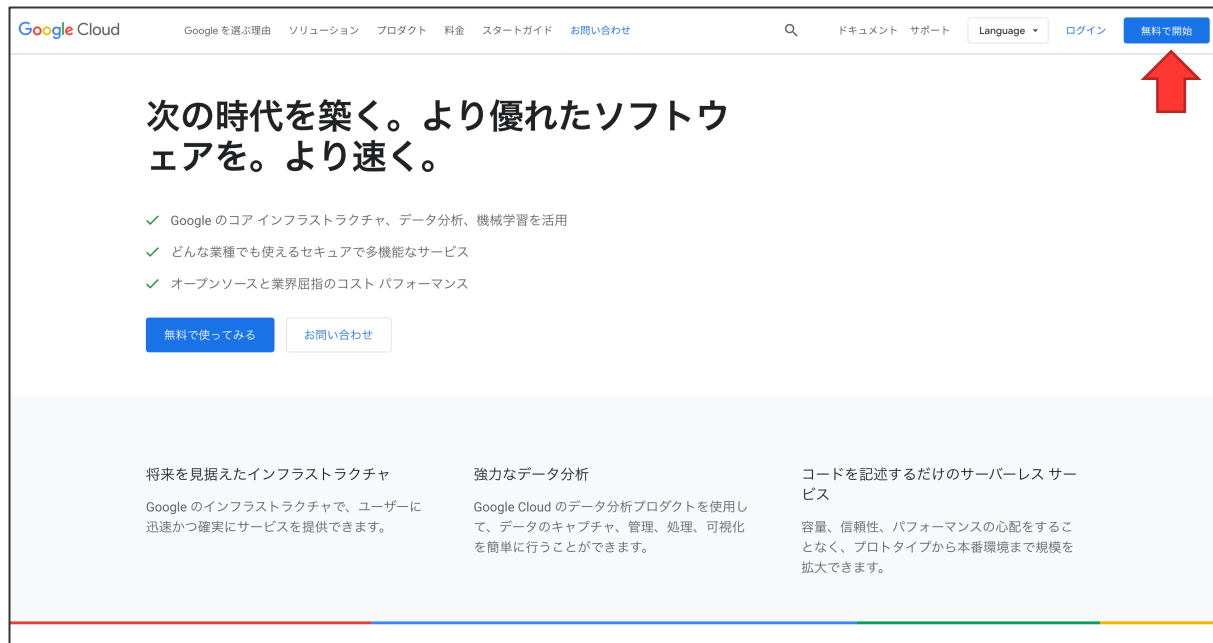 Google Cloud Google を選ぶ理由 ソリューション プロダクト 料金 スタートガイド お問い合わせ ドキュメント サポート Language ログイン 無料で開始
次の時代を築く。より優れたソフトウ
ェアを。より速く。
Google のコア インフラストラクチャ、データ分析、機械学習を活用
どんな業種でも使えるセキュアで多機能なサービス
オープンソースと業界屈指のコスト パフォーマンス
無料で使ってみる お問い合わせ
将来を見据えたインフラストラクチャ
Google のインフラストラクチャで、ユーザーに
迅速かつ確実にサービスを提供できます。
強力なデータ分析
Google Cloud のデータ分析プロダクトを使用し
て、データのキャプチャ、管理、処理、可視化
を簡単に行うことができます。
コードを記述するだけのサーバーレス サー
ビス
容量、信頼性、パフォーマンスの心配をするこ
となく、プロトタイプから本番環境まで規模を
拡大できます。